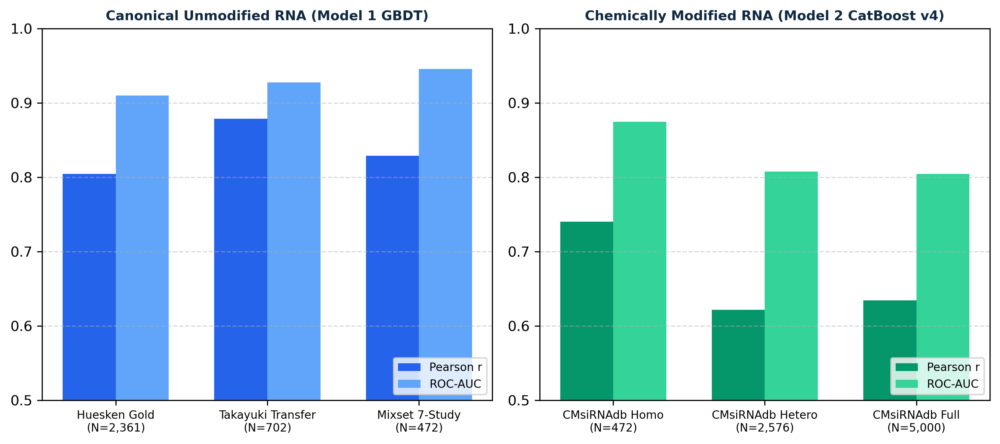 Canonical Unmodified RNA (Model 1 GBDT)
1.0
0.9
0.8
0.7
0.6
0.5
Huesken Gold
(N=2,361)
Takayuki Transfer
(N=702)
Mixset 7-Study
(N=472)
Pearson r
ROC-AUC
Chemically Modified RNA (Model 2 CatBoost v4)
1.0
0.9
0.8
0.7
0.6
0.5
CMsiRNAdb Homo
(N=472)
CMsiRNAdb Hetero
(N=2,576)
CMsiRNAdb Full
(N=5,000)
Pearson r
ROC-AUC